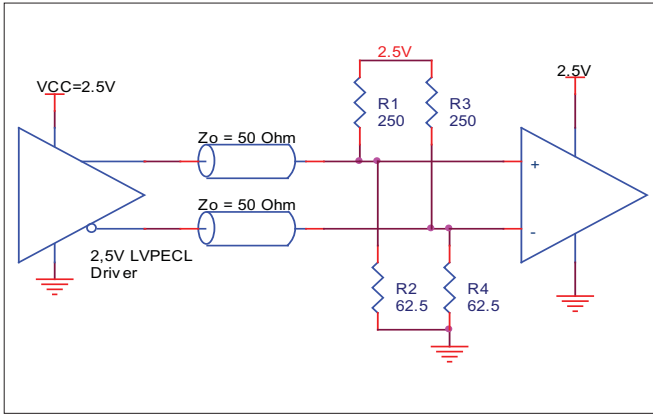 2.5V
VCC=2.5V
2.5V
R1
250
R3
250
Zo = 50 Ohm
+
Zo = 50 Ohm
-
2,5V LVPECL
Driver
R2
62.5
R4
62.5